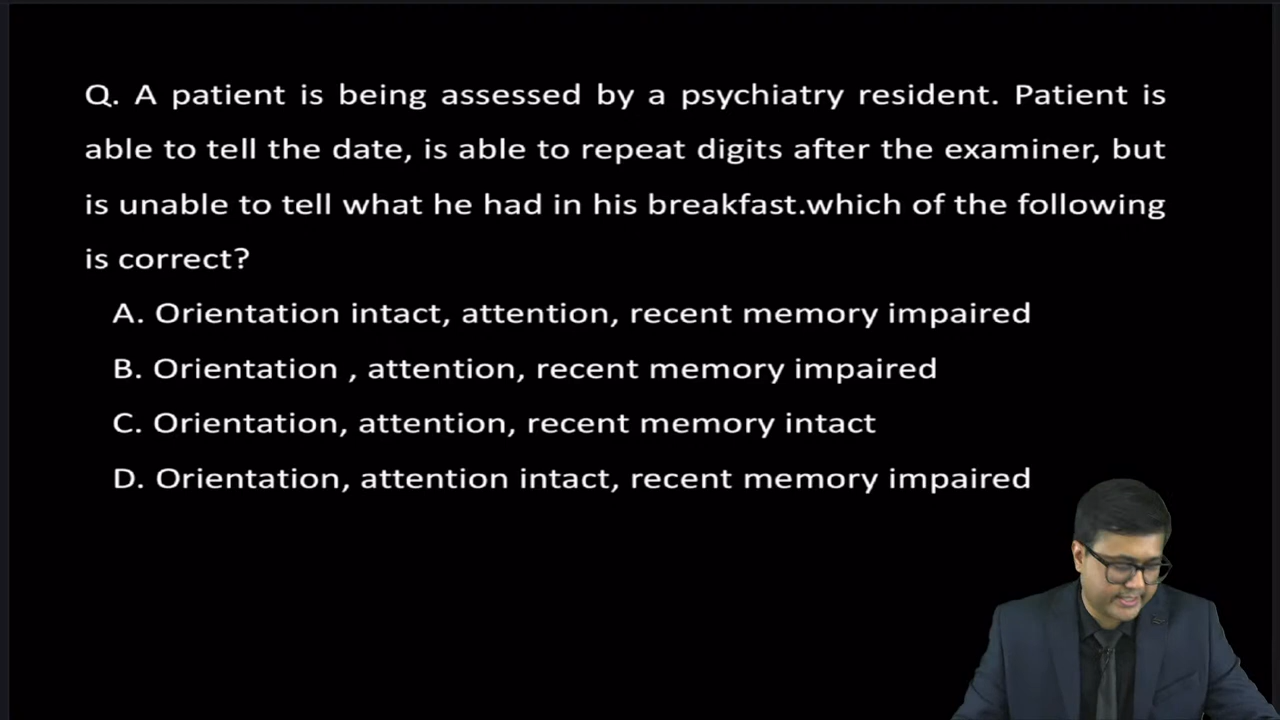 Q. A patient is being assessed by a psychiatry resident. Patient is
able to tell the date, is able to repeat digits after the examiner, but
is unable to tell what he had in his breakfast.which of the following
is correct?
A. Orientation intact, attention, recent memory impaired
B. Orientation , attention, recent memory impaired
C. Orientation, attention, recent memory intact
D. Orientation, attention intact, recent memory impaired